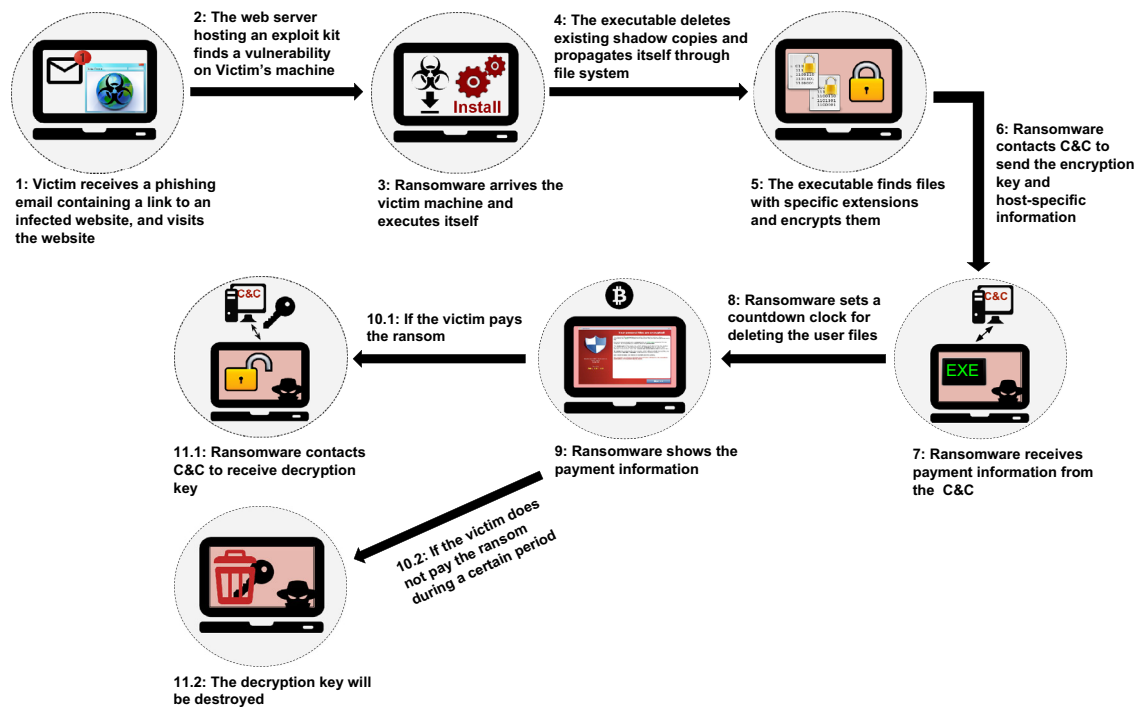 2: The web server
hosting an exploit kit
finds a vulnerability
on Victim's machine
4: The executable deletes
existing shadow copies and
propagates itself through
file system
1
Install
1: Victim receives a phishing
email containing a link to an
infected website, and visits
the website
3: Ransomware arrives the
victim machine and
executes itself
5: The executable finds files
with specific extensions
and encrypts them
6: Ransomware
contacts C&C to
send the encryption
key and
host-specific
information
C&C
EXE
7: Ransomware receives
payment information from
the C&C
8: Ransomware sets a
countdown clock for
deleting the user files
9: Ransomware shows the
payment information
10.1: If the victim pays
the ransom
C&C
11.1: Ransomware contacts
C&C to receive decryption
key
10.2: If the victim does
not pay the ransom
during a certain period
11.2: The decryption key will
be destroyed